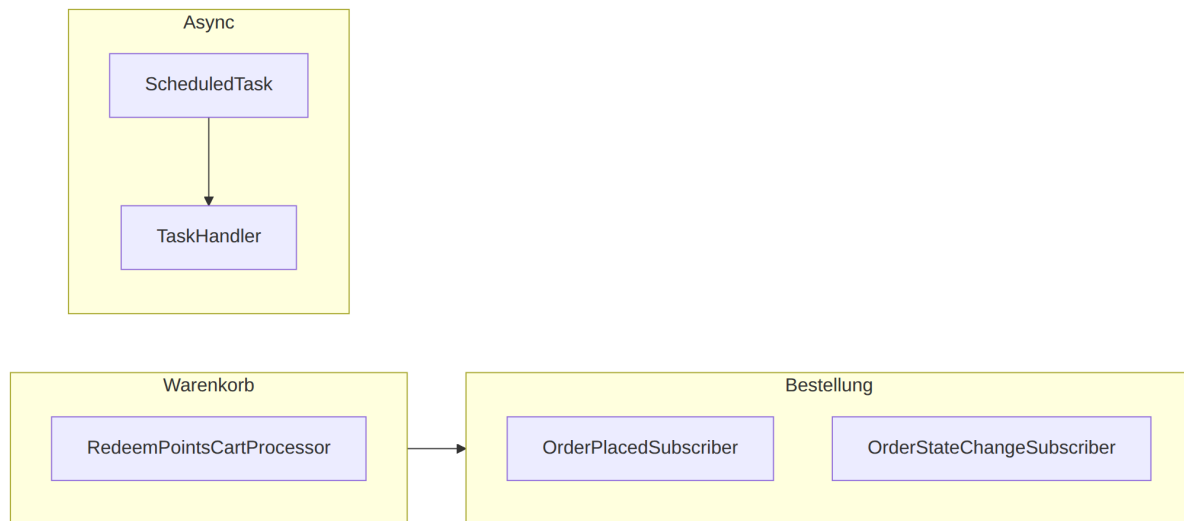 Async
ScheduledTask
TaskHandler
Warenkorb
RedeemPointsCartProcessor
Bestellung
OrderPlacedSubscriber
OrderStateChangeSubscriber